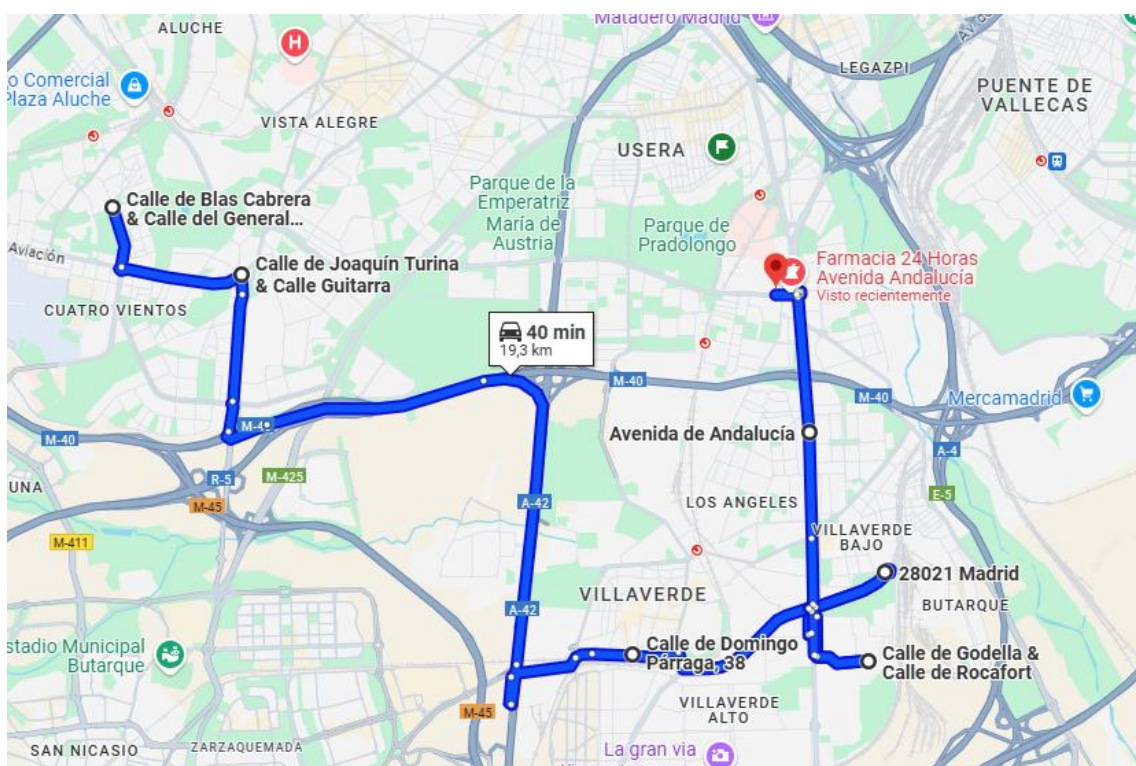 ALUCHE
Matadero Madrid
LEGAZPI
PUENTE DE
VALLECAS
o Comercial
Plaza Aluche
VISTA ALEGRE
USERA
Parque de la
Emperatriz
María de
Austria
Parque de
Pradolongo
Calle de Blas Cabrera
& Calle del General...
Aviación
Calle de Joaquín Turina
& Calle Guitarra
Farmacia 24 Horas
Avenida Andalucía
Visto recientemente
CUATRO VIENTOS
40 min
19,3 km
M-40
M-40
Mercamadrid
M-40
Avenida de Andalucía
A-4
R-5
M-425
UNA
M-45
A-42
E-5
LOS ANGELES
M-411
VILLAVERDE
BAJO
28021 Madrid
VILLAVERDE
A-42
BUTARQUE
stadio Municipal
Butarque
Calle de Domingo
Párraga, 38
Calle de Godella &
Calle de Rocafort
M-45
VILLAVERDE
ALTO
SAN NICASIO
ZARZAQUEMADA
La gran via